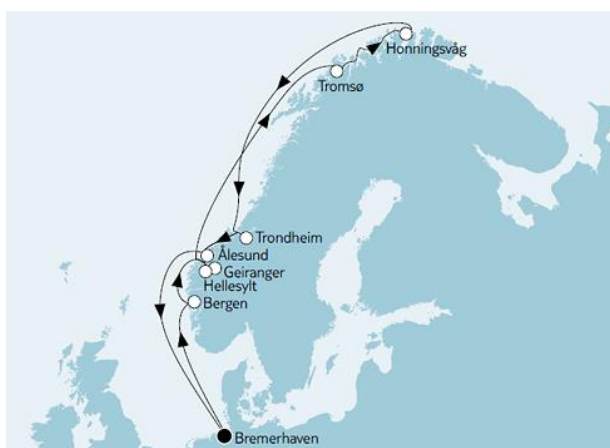 Honningsvåg
Tromsø
Trondheim
Ålesund
Geiranger
Hellesylt
Bergen
Bremerhaven